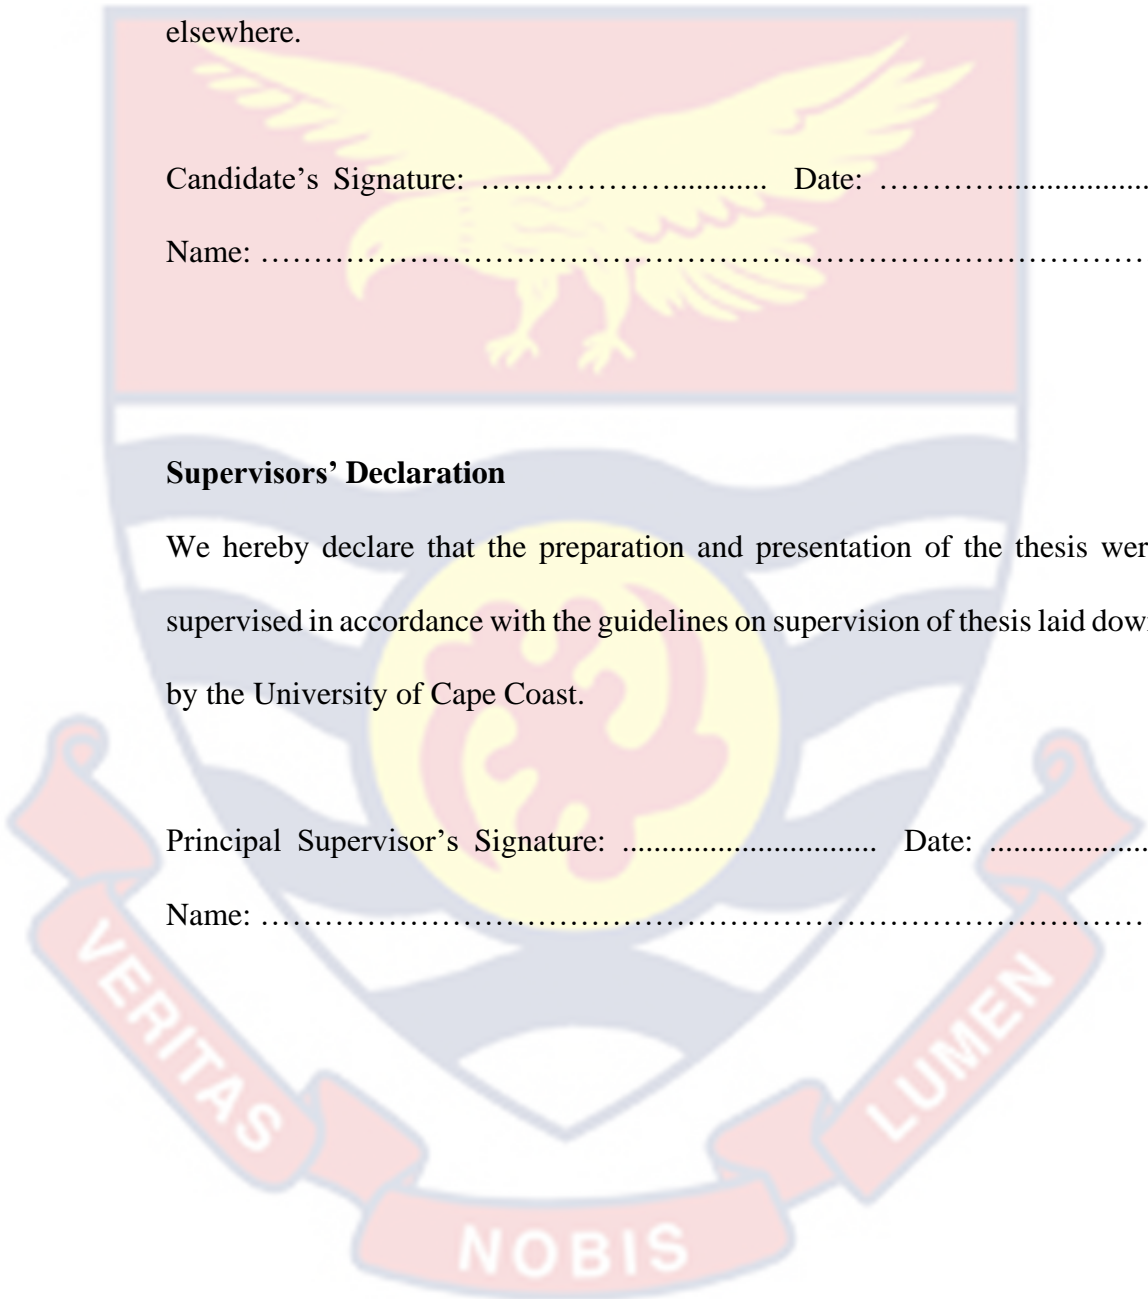 elsewhere.
Candidate’s Signature: ………………............ Date: …………..................
Name: …………………………………………………………………………
Supervisors’ Declaration
We hereby declare that the preparation and presentation of the thesis wer
supervised in accordance with the guidelines on supervision of thesis laid dow
by the University of Cape Coast.
Principal Supervisor’s Signature: ................................. Date: ....................
Name: …………………………………………………………………………
VERITAS
NOBIS
LUMEN